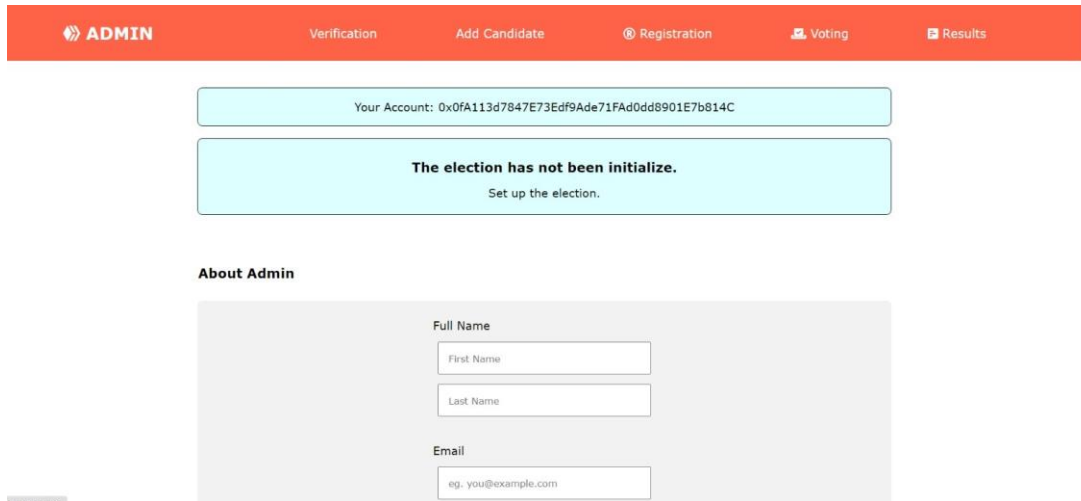 ADMIN Verification Add Candidate ® Registration Voting Results
Your Account: 0x0fA113d7847E73Edf9Ade71FAd0dd8901E7b814C
The election has not been initialize.
Set up the election.
About Admin
Full Name
First Name
Last Name
Email
eg. you@example.com